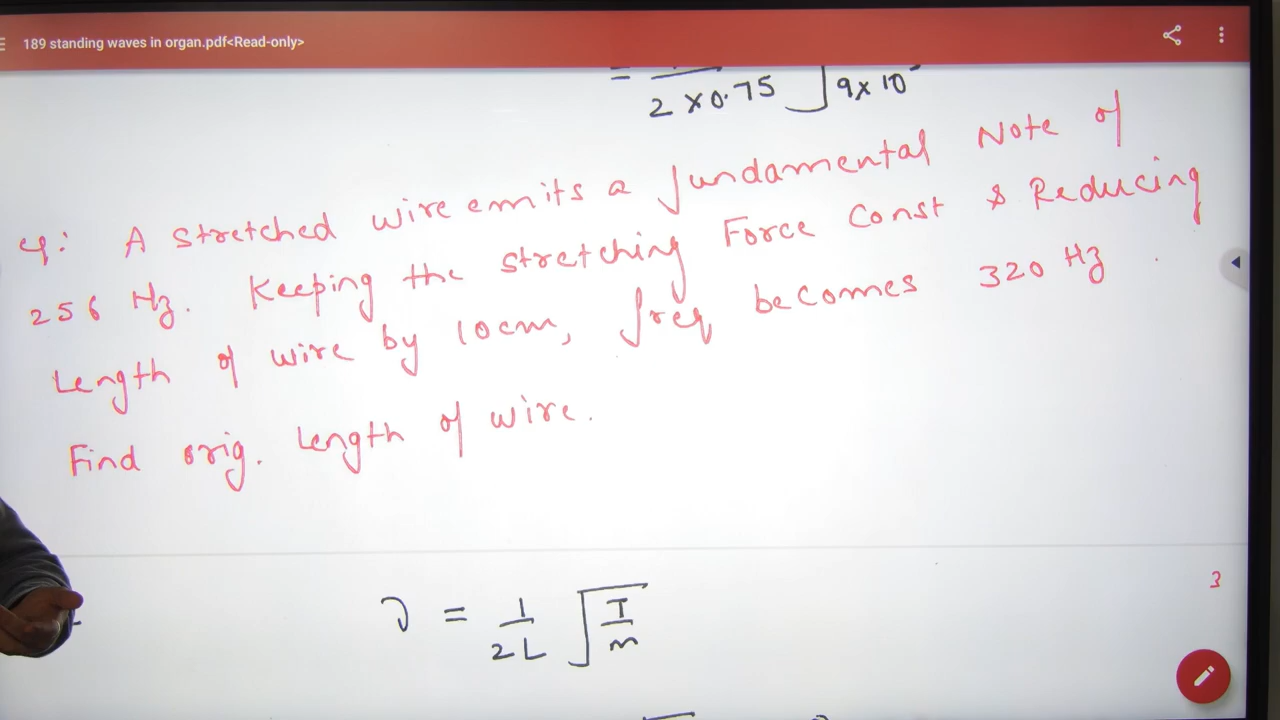 189 standing waves in organ.pdf<Read-only>
= 2 x 0.75 √9 x 10
eq: A stretched wire emits a fundamental Note of
256 Hz. Keeping the stretching Force Const & Reducing
Length of wire by 10cm, freq becomes 320 Hz.
Find orig. Length of wire.
3
ν = 1/2L √T/m